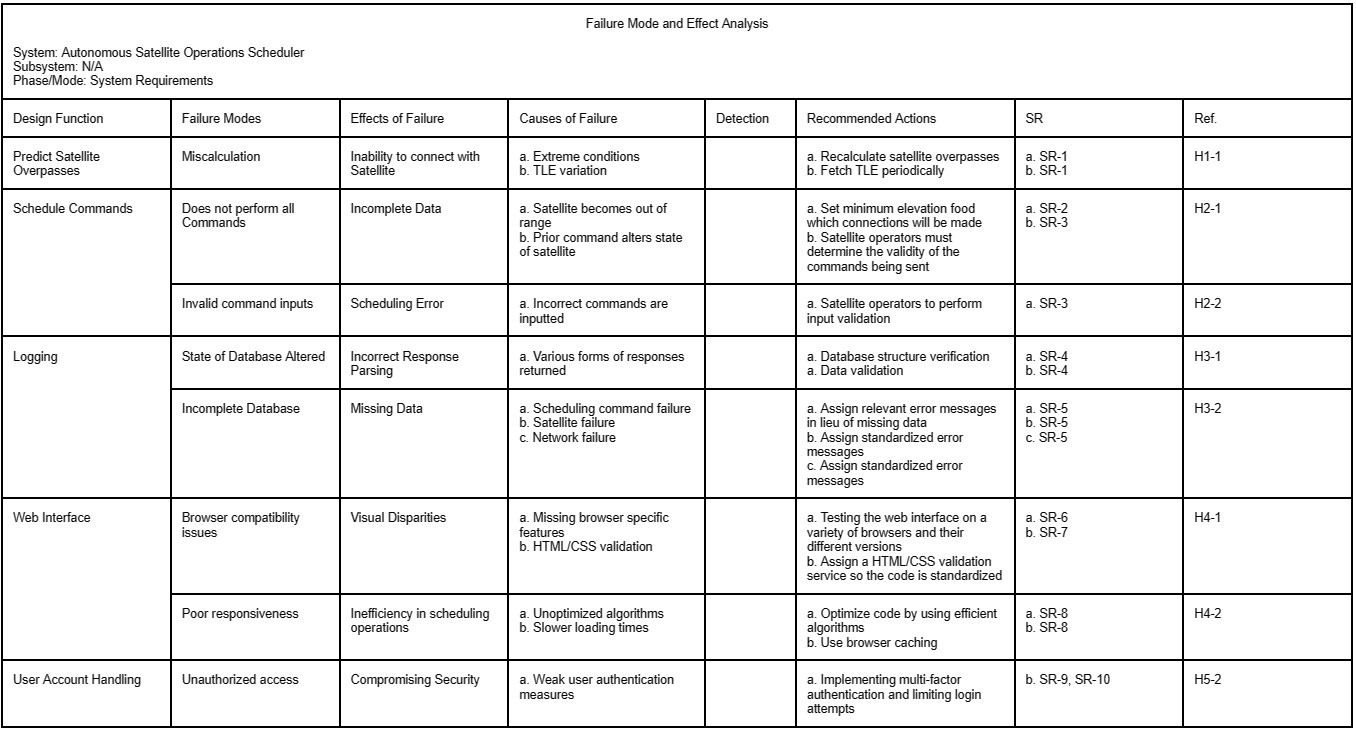 Failure Mode and Effect Analysis
System: Autonomous Satellite Operations Scheduler
Subsystem: N/A
Phase/Mode: System Requirements
Design Function
Failure Modes
Effects of Failure
Causes of Failure
Detection
Recommended Actions
SR
Ref.
Predict Satellite
Overpasses
Miscalculation
Inability to connect with
Satellite
a. Extreme conditions
b. TLE variation
a. Recalculate satellite overpasses
b. Fetch TLE periodically
a. SR-1
b. SR-1
H1-1
Schedule Commands
Does not perform all
Commands
Incomplete Data
a. Satellite becomes out of
range
b. Prior command alters state
of satellite
a. Set minimum elevation food
which connections will be made
b. Satellite operators must
determine the validity of the
commands being sent
a. SR-2
b. SR-3
H2-1
Invalid command inputs
Scheduling Error
a. Incorrect commands are
inputted
a. Satellite operators to perform
input validation
a. SR-3
H2-2
Logging
State of Database Altered
Incorrect Response
Parsing
a. Various forms of responses
returned
a. Database structure verification
a. Data validation
a. SR-4
b. SR-4
H3-1
Incomplete Database
Missing Data
a. Scheduling command failure
b. Satellite failure
c. Network failure
a. Assign relevant error messages
in lieu of missing data
b. Assign standardized error
messages
c. Assign standardized error
messages
a. SR-5
b. SR-5
c. SR-5
H3-2
Web Interface
Browser compatibility
issues
Visual Disparities
a. Missing browser specific
features
b. HTML/CSS validation
a. Testing the web interface on a
variety of browsers and their
different versions
b. Assign a HTML/CSS validation
service so the code is standardized
a. SR-6
b. SR-7
H4-1
Poor responsiveness
Inefficiency in scheduling
operations
a. Unoptimized algorithms
b. Slower loading times
a. Optimize code by using efficient
algorithms
b. Use browser caching
a. SR-8
b. SR-8
H4-2
User Account Handling
Unauthorized access
Compromising Security
a. Weak user authentication
measures
a. Implementing multi-factor
authentication and limiting login
attempts
b. SR-9, SR-10
H5-2